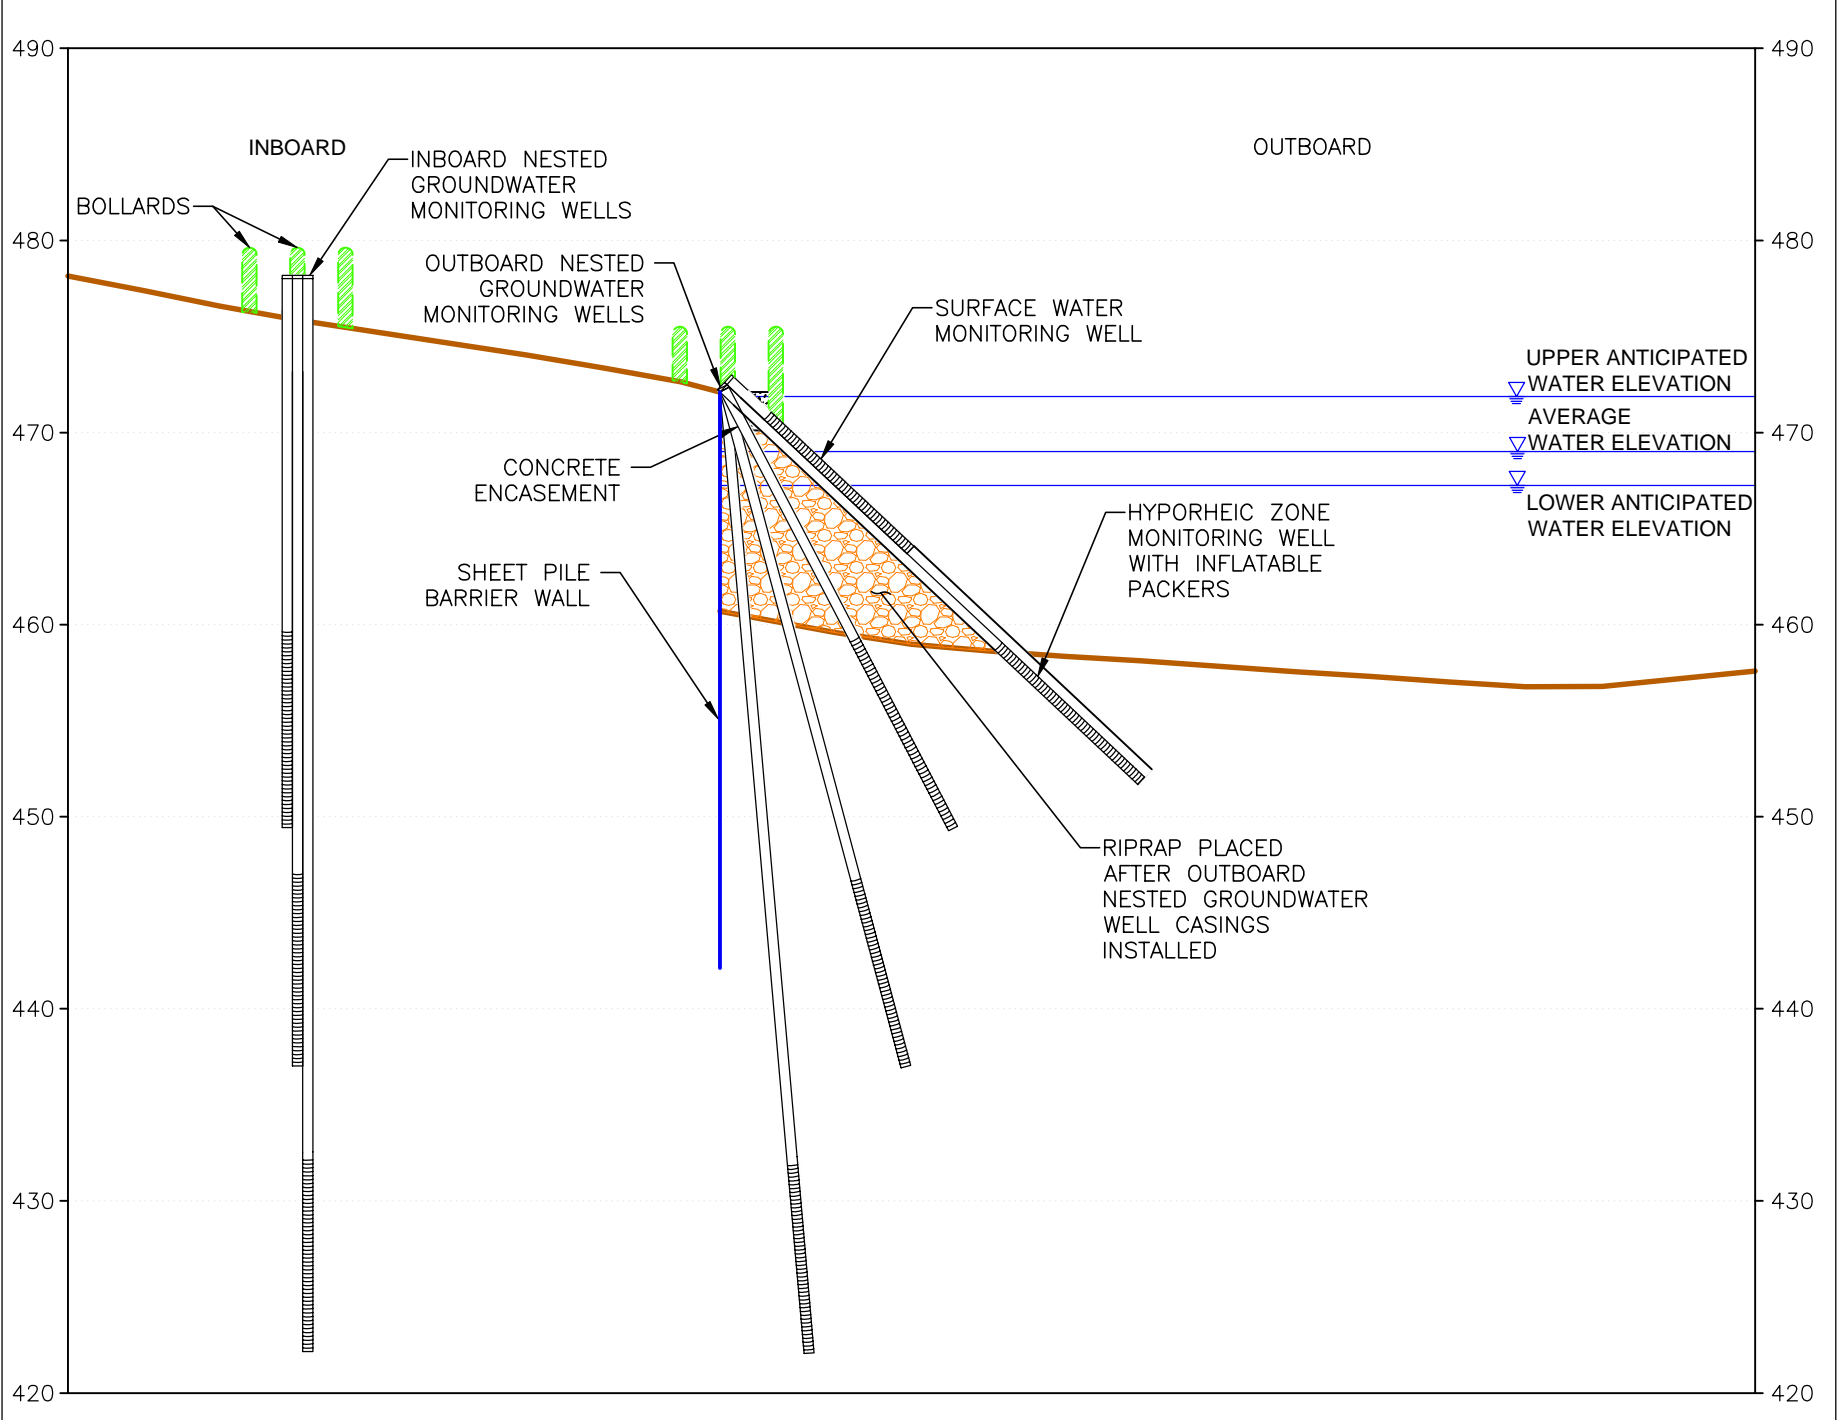 490
490
INBOARD
OUTBOARD
INBOARD NESTED
GROUNDWATER
MONITORING WELLS
BOLLARDS
480
480
OUTBOARD NESTED
GROUNDWATER
MONITORING WELLS
SURFACE WATER
MONITORING WELL
UPPER ANTICIPATED
WATER ELEVATION
AVERAGE
WATER ELEVATION
470
470
CONCRETE
ENCASEMENT
LOWER ANTICIPATED
WATER ELEVATION
HYPORHEIC ZONE
MONITORING WELL
WITH INFLATABLE
PACKERS
SHEET PILE
BARRIER WALL
460
460
450
450
RIPRAP PLACED
AFTER OUTBOARD
NESTED GROUNDWATER
WELL CASINGS
INSTALLED
440
440
430
430
420
420